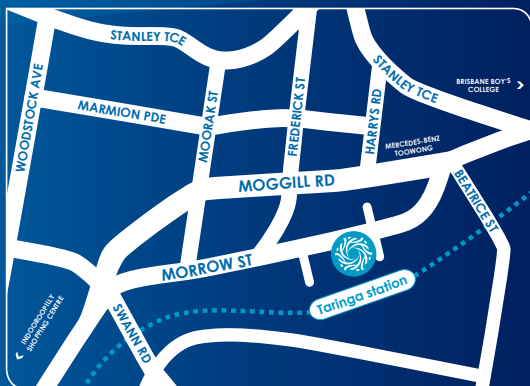 STANLEY TCE
WOODSTOCK AVE
MARMION PDE
MOORAK ST
FREDERICK ST
HARRYS RD
STANLEY TCE
BRISBANE BOY'S
COLLEGE
MERCEDES-BENZ
TOOWONG
MOGGILL RD
BEATRICE ST
MORROW ST
Taringa station
SWANN RD
INDOOROOPILLY
SHOPPING CENTRE